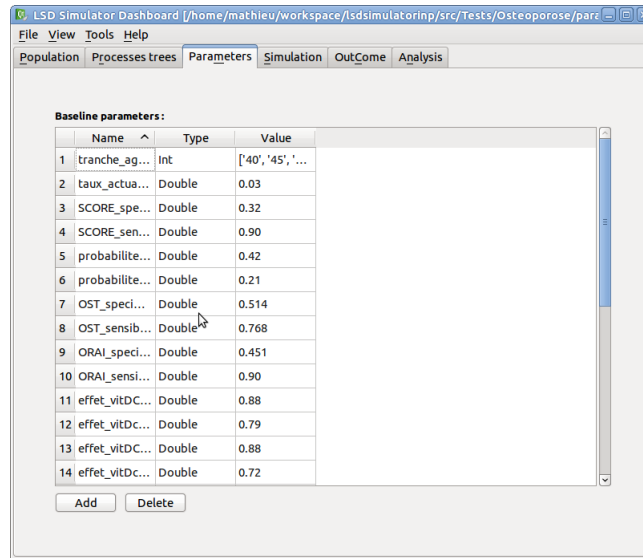 LSD Simulator Dashboard [/home/mathieu/workspace/lsdsimulatorinp/src/Tests/Osteoporose/para
File View Tools Help
Population Processes trees Parameters Simulation OutCome Analysis
Baseline parameters:
Name Type Value
1 tranche_ag... Int ['40', '45', '...
2 taux_actua... Double 0.03
3 SCORE_spe... Double 0.32
4 SCORE_sen... Double 0.90
5 probabilite... Double 0.42
6 probabilite... Double 0.21
7 OST_speci... Double 0.514
8 OST_sensib... Double 0.768
9 ORAI_speci... Double 0.451
10 ORAI_sensi... Double 0.90
11 effet_vitDC... Double 0.88
12 effet_vitDC... Double 0.79
13 effet_vitDC... Double 0.88
14 effet_vitDc... Double 0.72
Add Delete